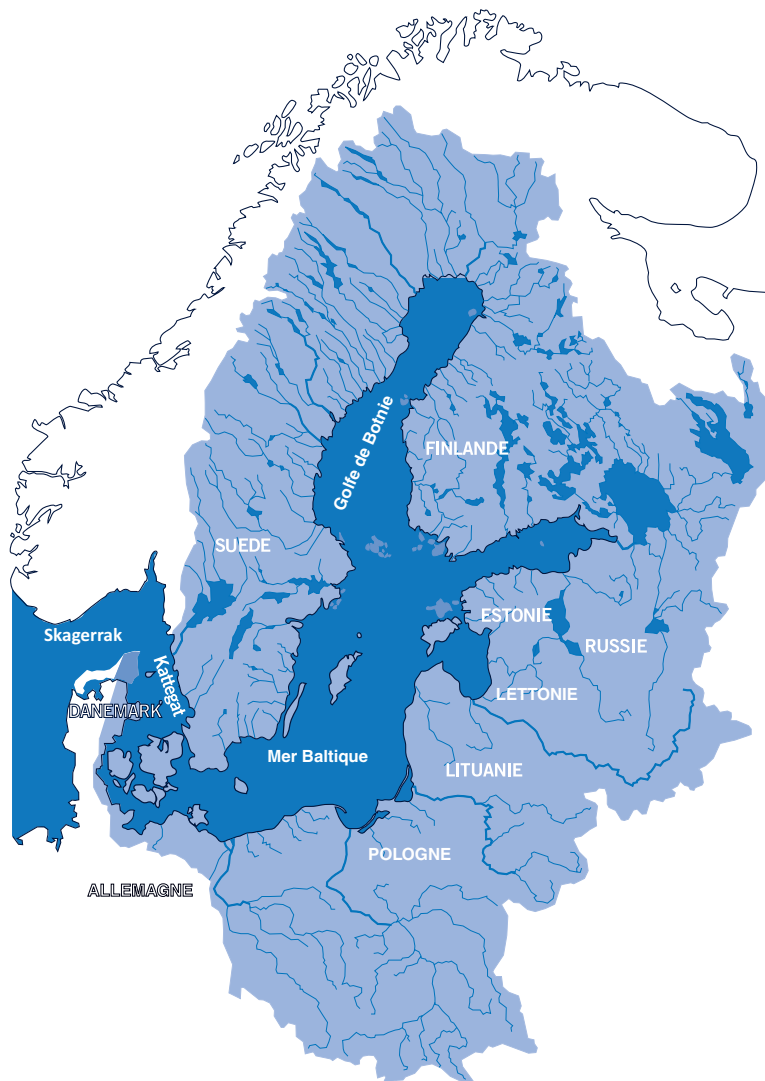 Golfe de Botnie
FINLANDE
SUEDE
ESTONIE
Skagerrak
RUSSIE
Kattegat
LETTONIE
DANEMARK
Mer Baltique
LITUANIE
POLOGNE
ALLEMAGNE